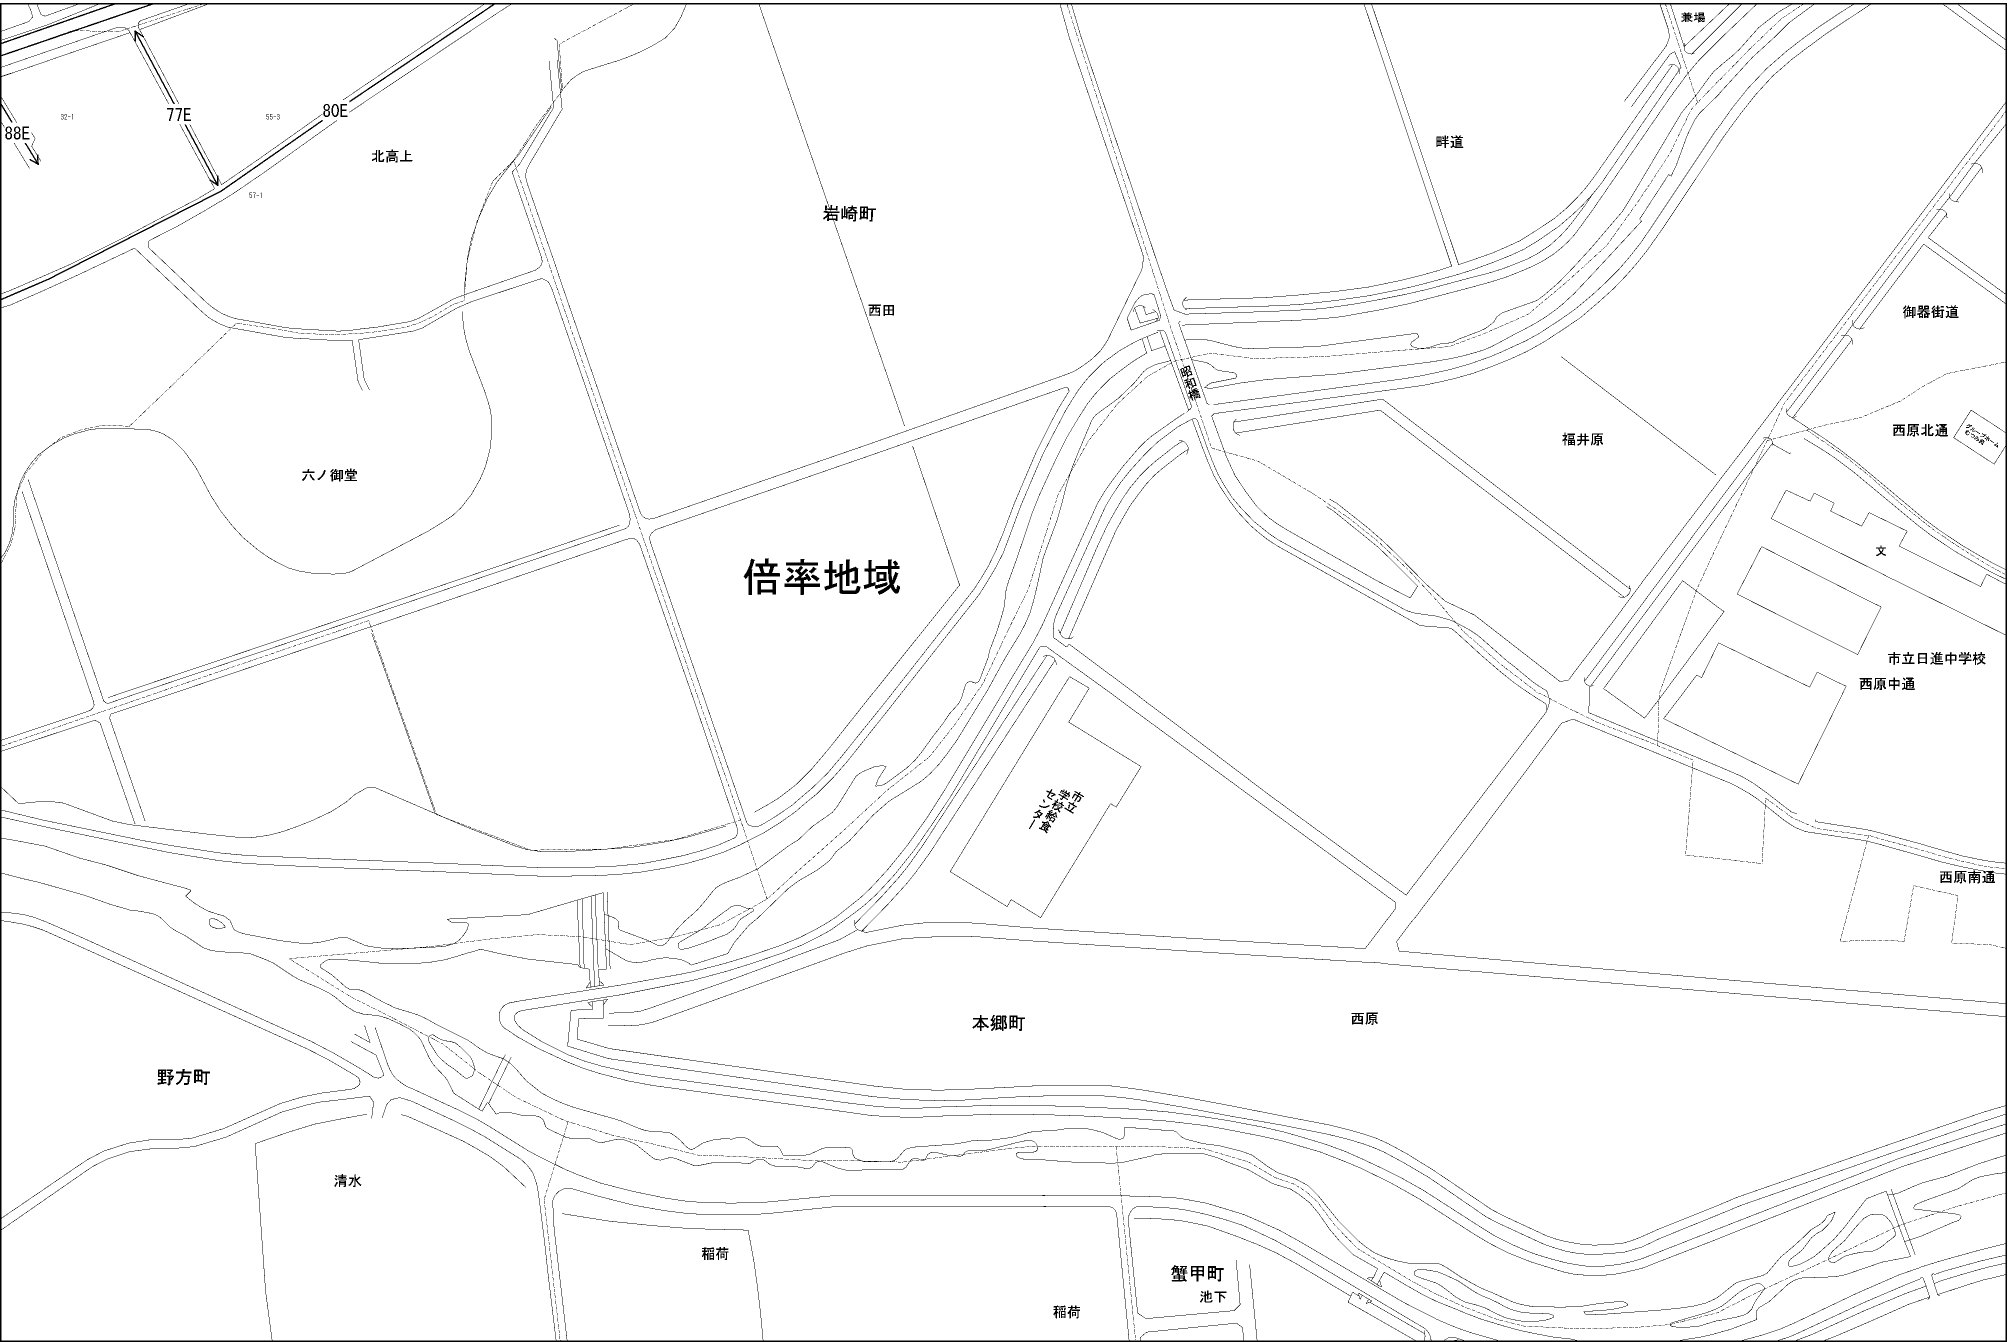 兼場
77E
80E
32-1
55-3
88E
畔道
北高上
57-1
岩崎町
西田
御器街道
昭和橋
西原北通
福井原
六ノ御堂
文
倍率地域
市立日進中学校
西原中通
市立
学校給食
センター
西原南通
本郷町
西原
野方町
清水
稲荷
蟹甲町
池下
稲荷